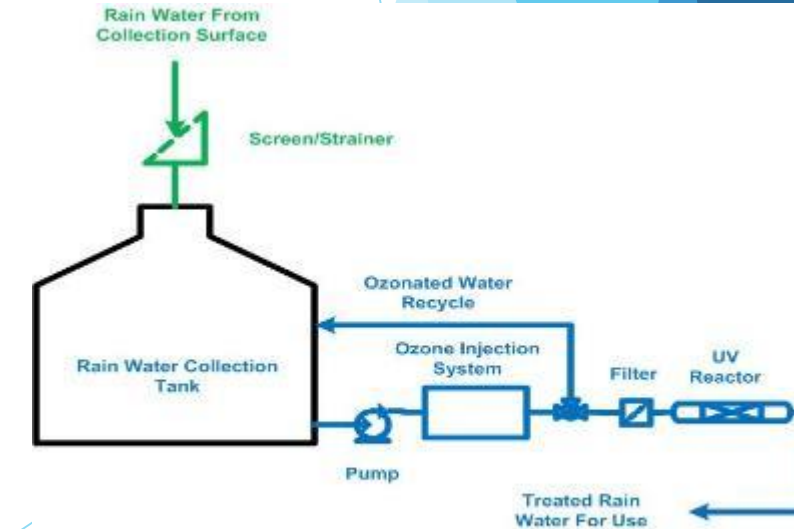 Rain Water From
Collection Surface
Screen/Strainer
Ozonated Water
Recycle
Rain Water Collection
Tank
Ozone Injection
System
Filter
UV
Reactor
Pump
Treated Rain
Water For Use